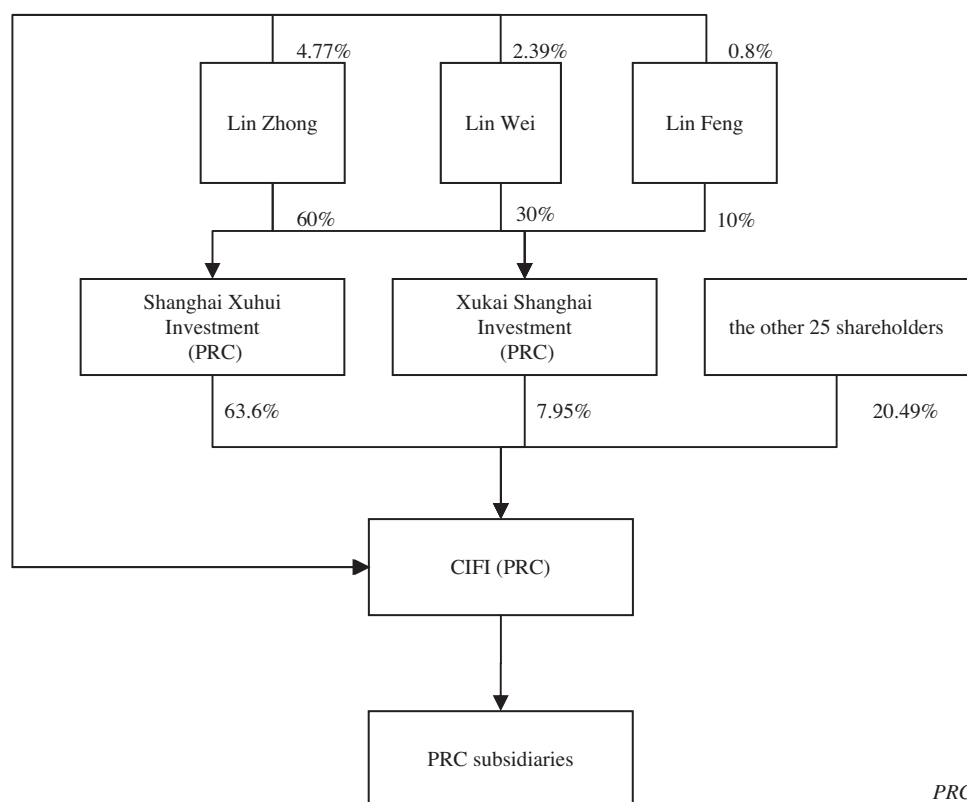 4.77%
2.39%
0.8%
Lin Zhong
Lin Wei
Lin Feng
60%
30%
10%
Shanghai Xuhui
Investment
(PRC)
Xukai Shanghai
Investment
(PRC)
the other 25 shareholders
63.6%
7.95%
20.49%
CIFI (PRC)
PRC subsidiaries
PRC